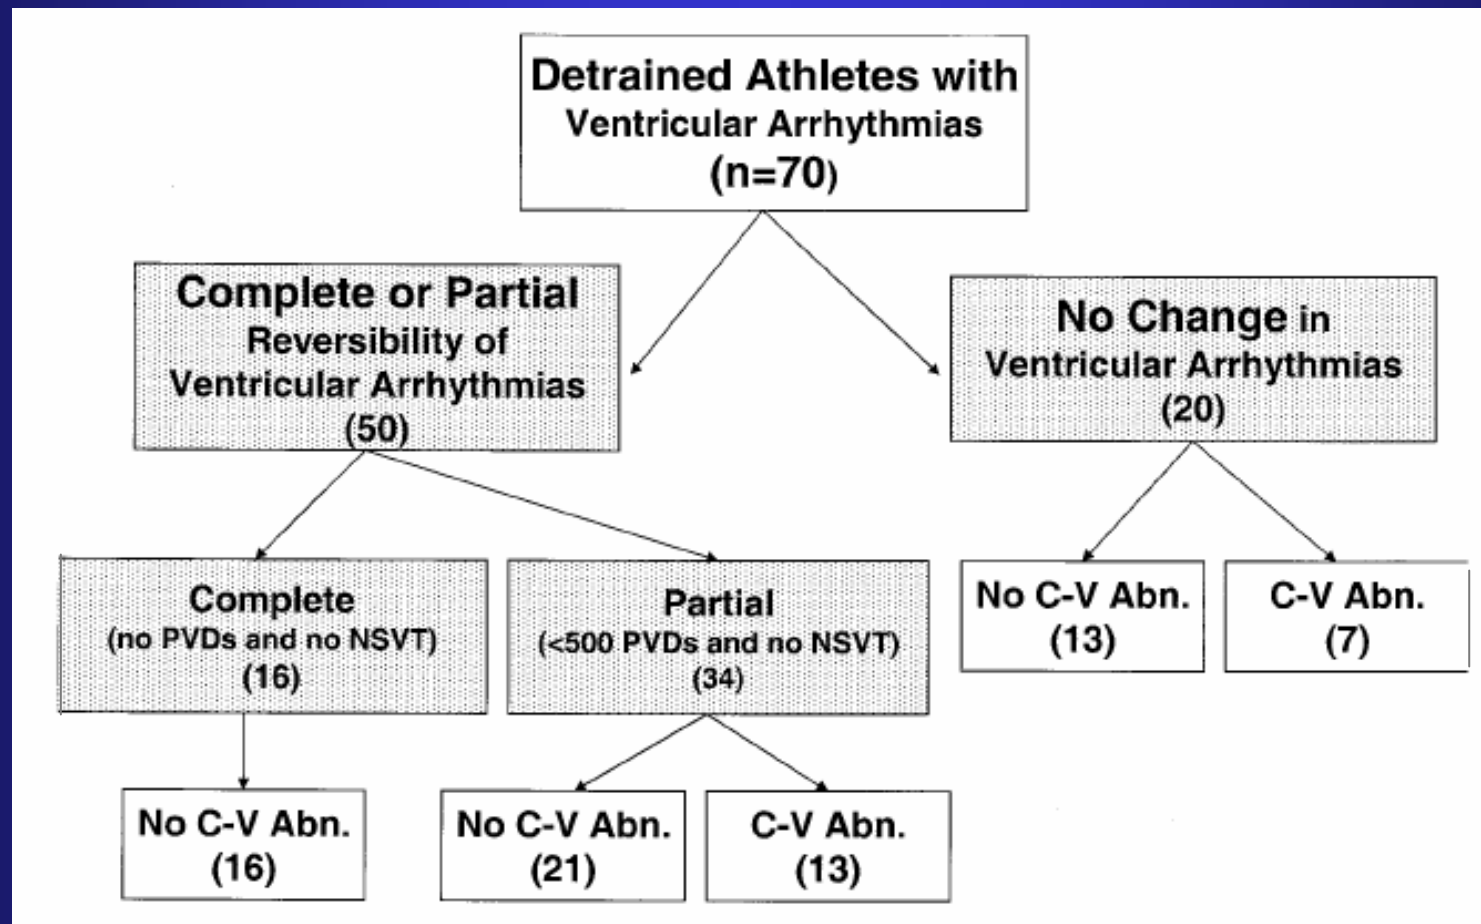 Detrained Athletes with
Ventricular Arrhythmias
(n=70)
Complete or Partial
Reversibility of
Ventricular Arrhythmias
(50)
No Change in
Ventricular Arrhythmias
(20)
Complete
(no PVDs and no NSVT)
(16)
Partial
(<500 PVDs and no NSVT)
(34)
No C-V Abn.
(13)
C-V Abn.
(7)
No C-V Abn.
(16)
No C-V Abn.
(21)
C-V Abn.
(13)